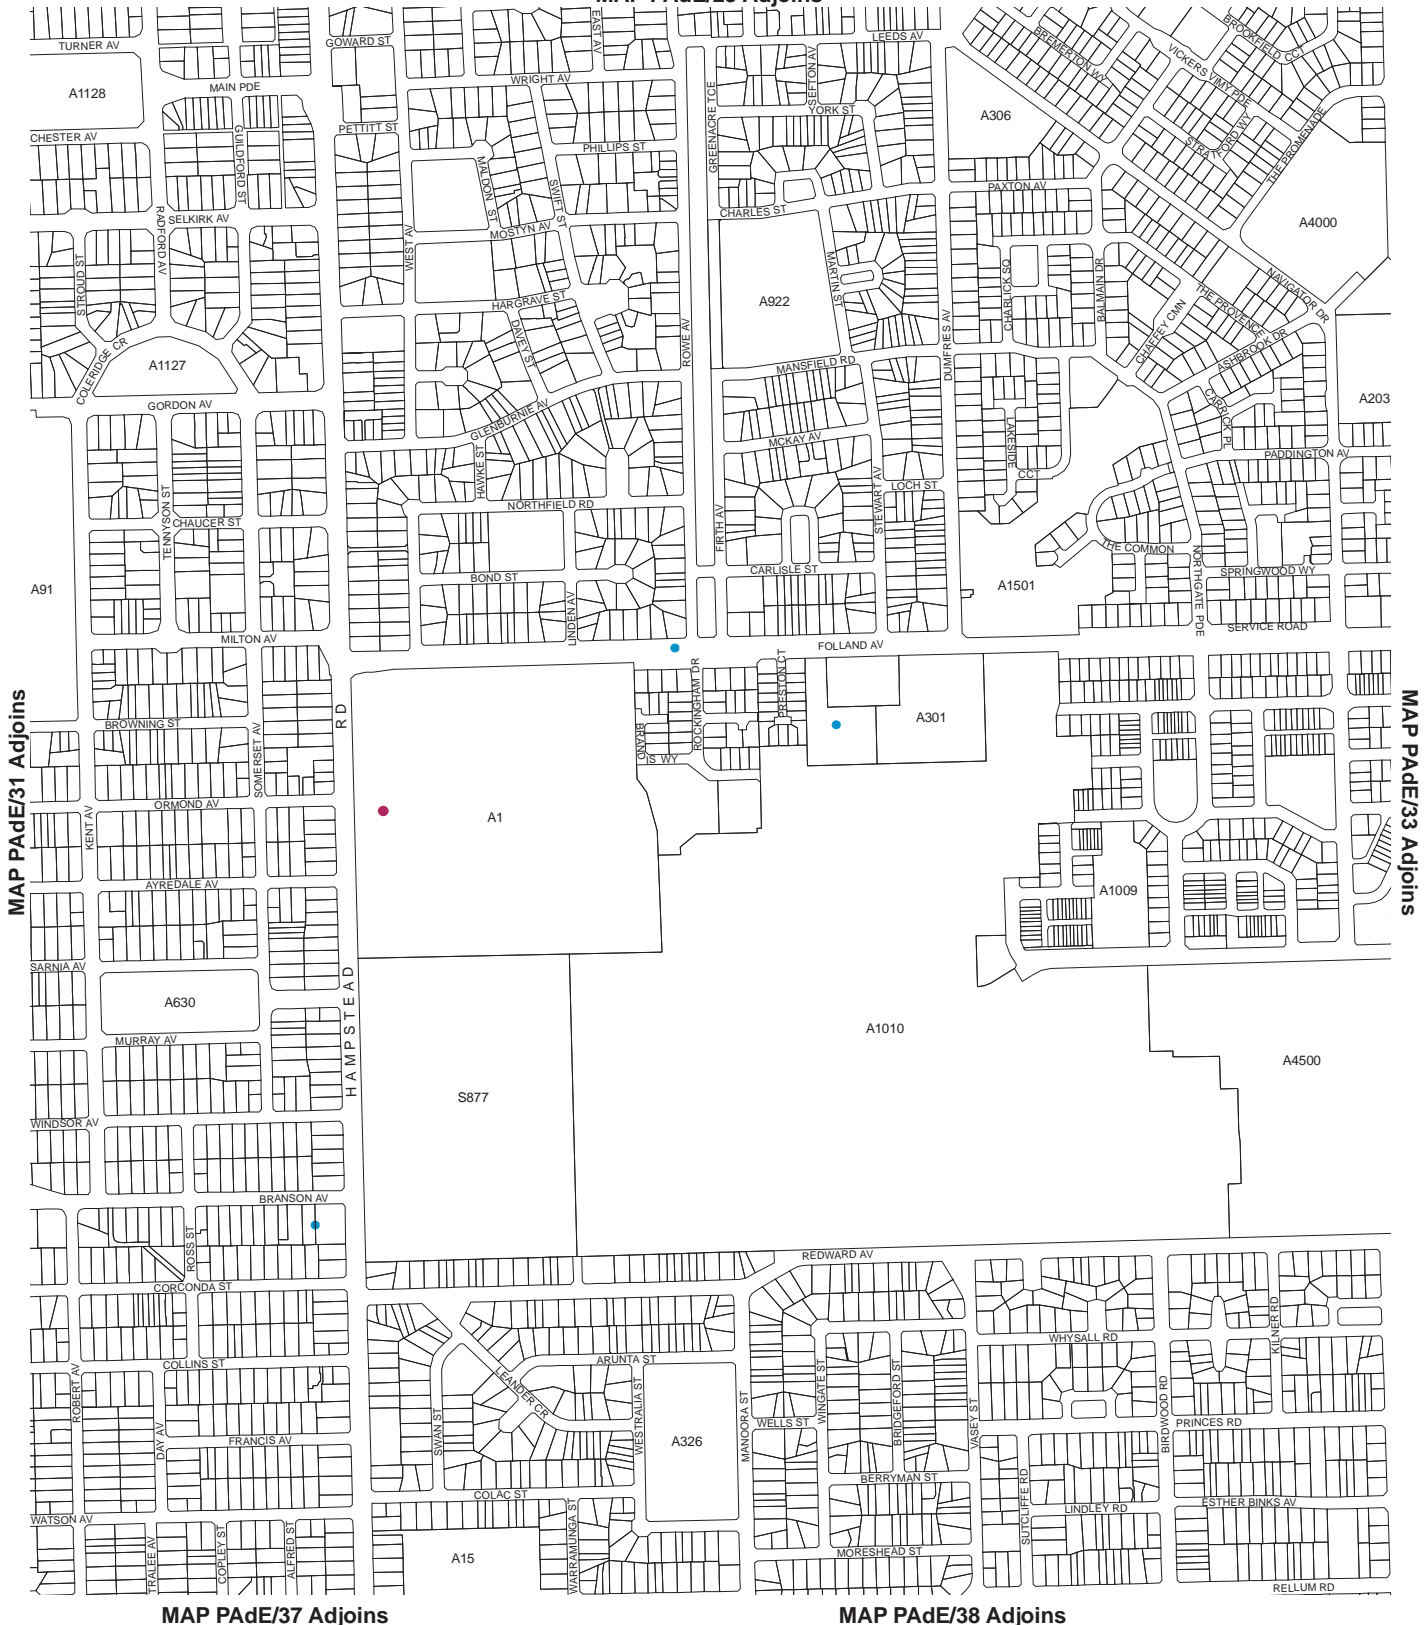 TURNER AV
GOWARD ST
EAST AV
LEEDS AV
BREMERTON WY
VICKERS VIMY PDE
BROOKFIELD CCT
A1128
MAIN PDE
WRIGHT AV
SEFTON AV
GREENACRE TCE
YORK ST
A306
STRATFORD WY
THE PROMENADE
CHESTER AV
GUILDFORD ST
PETTITT ST
PHILLIPS ST
MALDON ST
SWIFT ST
PAXTON AV
CHARLES ST
SELKIRK AV
RADFORD AV
WEST AV
MOSTYN AV
A4000
STROUD ST
MARTIN ST
CHARLICK SQ
BALMAIN DR
NAVIGATOR DR
THE PROVENCE
HARGRAVE ST
DAVEY ST
A922
ROWE AV
DUMFRIES AV
CHAFFEY CMN
ASHBROOK DR
COLERIDGE CR
A1127
MANSFIELD RD
GORDON AV
GLENBURNIE AV
A203
CARRICK PL
MCKAY AV
LAKESIDE
CCT
PADDINGTON AV
HAWKE ST
TENNYSON ST
NORTHFIELD RD
LOCH ST
STEWART AV
CHAUCER ST
FIRTH AV
THE COMMON
NORTHGATE PDE
BOND ST
CARLISLE ST
SPRINGWOOD WY
A91
A1501
LINDEN AV
SERVICE ROAD
MILTON AV
FOLLAND AV
ROCKINGHAM DR
PRESTON CT
MAP PAdE/31 Adjoins
MAP PAdE/33 Adjoins
RD
BROWNING ST
A301
SOMERSET AV
BRAND
IS WY
ORMOND AV
KENT AV
A1
AYREDALE AV
A1009
SARNIA AV
HAMPSTEAD
A630
A1010
MURRAY AV
A4500
S877
WINDSOR AV
BRANSON AV
ROSS ST
REDWARD AV
CORCONDA ST
KILNER RD
WHYSALL RD
COLLINS ST
ARUNTA ST
LEANDER CR
ROBERT AV
WESTRALIA ST
WINGATE ST
BRIDGEFORD ST
SWAN ST
DAY AV
MANOORA ST
WELLS ST
VASEY ST
BIRDWOOD RD
PRINCES RD
FRANCIS AV
A326
BERRYMAN ST
COLAC ST
SUTCLIFFE RD
LINDLEY RD
ESTHER BINKS AV
WATSON AV
TRALEE AV
COPLEY ST
ALFRED ST
A15
WARRAMUNGA ST
MORESHEAD ST
RELLUM RD
MAP PAdE/37 Adjoins
MAP PAdE/38 Adjoins